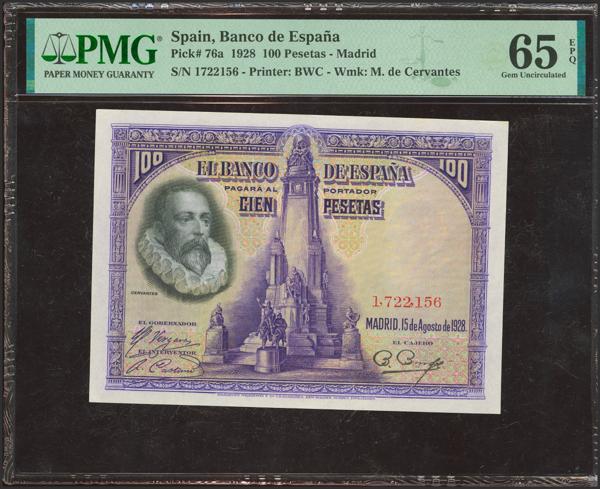 PMG
PAPER MONEY GUARANTY
Spain, Banco de España
Pick# 76a 1928 100 Pesetas - Madrid
S/N 1722156 - Printer: BWC - Wmk: M. de Cervantes
65 EPQ
Gem Uncirculated
100 100
EL BANCO DE ESPAÑA
PAGARÁ AL PORTADOR
CIEN PESETAS
CERVANTES
1,722,156
MADRID, 15 de Agosto de 1928.
EL GOBERNADOR
EL CAJERO
EL INTERVENTOR